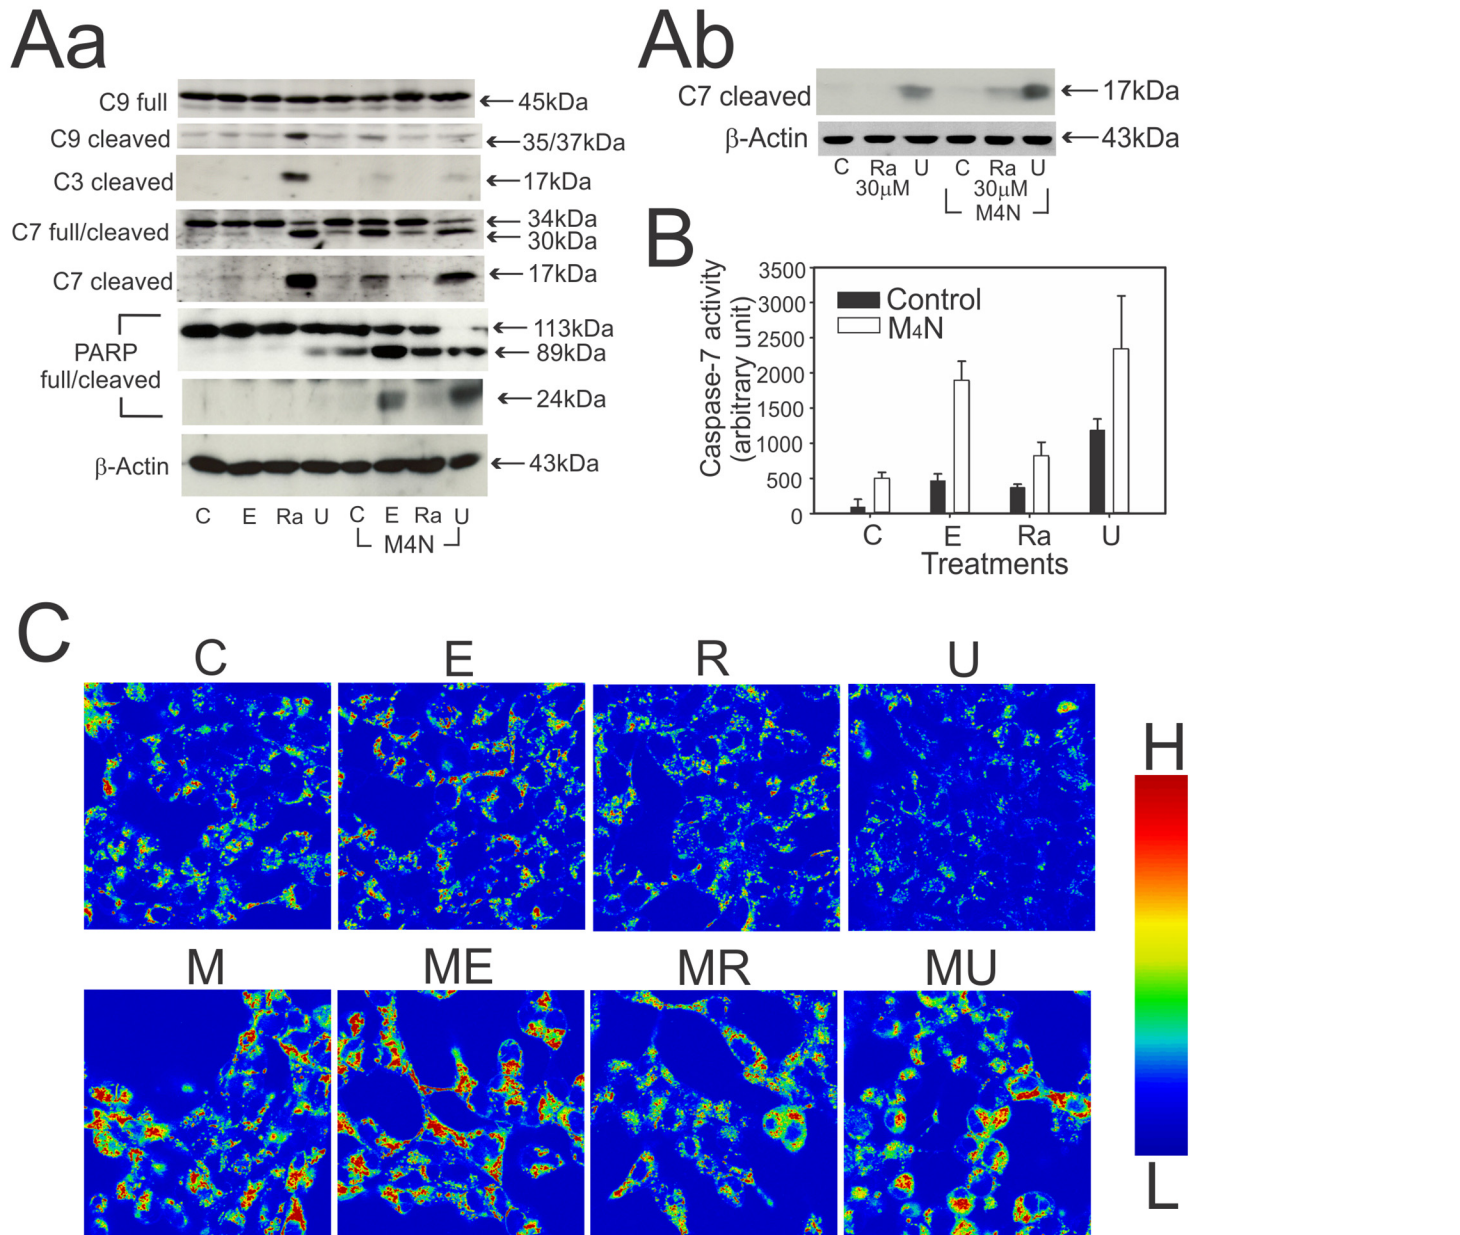 Aa
C9 full
45kDa
C9 cleaved
35/37kDa
C3 cleaved
17kDa
C7 full/cleaved
34kDa
30kDa
C7 cleaved
17kDa
PARP
full/cleaved
113kDa
89kDa
24kDa
β-Actin
43kDa
C E Ra U C E Ra U
M4N
Ab
C7 cleaved
17kDa
β-Actin
43kDa
C Ra U C Ra U
30μM 30μM
M4N
B
Caspase-7 activity
(arbitrary unit)
3500
3000
2500
2000
1500
1000
500
0
Control
M4N
C E Ra U
Treatments
C
C E R U
M ME MR MU
H
L